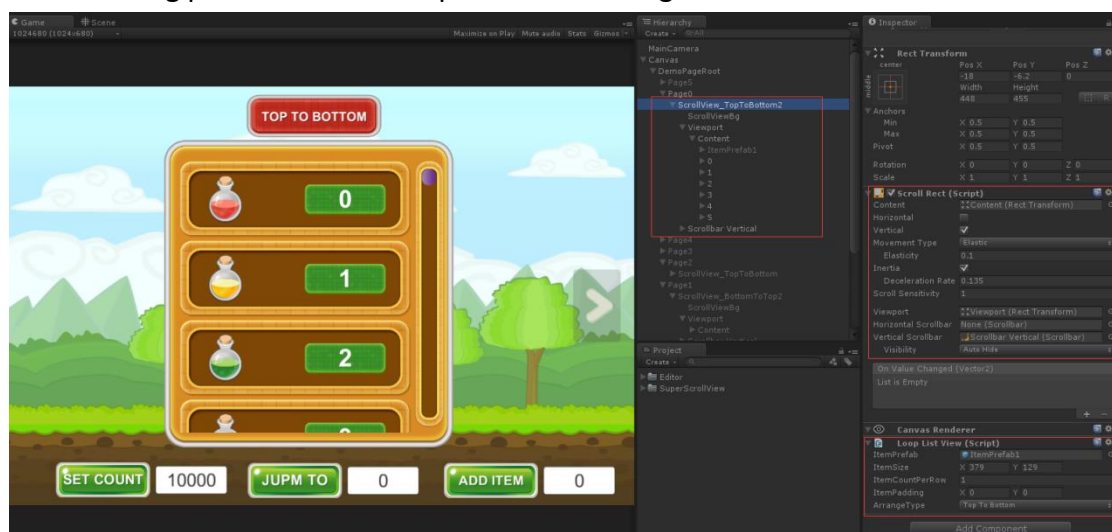 Game
Scene
1024680 (1024x680)
Maximize on Play Mute audio Stats Gizmos
TOP TO BOTTOM
0
1
2
SET COUNT
10000
JUPM TO
0
ADD ITEM
0
Hierarchy
Create
All
MainCamera
Canvas
DemoPageRoot
Page5
Page0
ScrollView_TopToBottom2
ScrollViewBg
Viewport
Content
ItemPrefab1
0
1
2
3
4
5
Scrollbar Vertical
Page4
Page3
Page2
ScrollView_TopToBottom
Page1
ScrollView_BottomToTop2
ScrollViewBg
Viewport
Content
Project
Create
Editor
SuperScrollView
Inspector
Rect Transform
center
middle
Pos X Pos Y Pos Z
-18 -6.2 0
Width Height
448 455
R
Anchors
Min X 0.5 Y 0.5
Max X 0.5 Y 0.5
Pivot X 0.5 Y 0.5
Rotation X 0 Y 0 Z 0
Scale X 1 Y 1 Z 1
Scroll Rect (Script)
Content Content (Rect Transform)
Horizontal
Vertical
Movement Type Elastic
Elasticity 0.1
Inertia
Deceleration Rate 0.135
Scroll Sensitivity 1
Viewport Viewport (Rect Transform)
Horizontal Scrollbar None (Scrollbar)
Vertical Scrollbar Scrollbar Vertical (Scrollbar)
Visibility Auto Hide
On Value Changed (Vector2)
List is Empty
+ −
Canvas Renderer
Loop List View (Script)
ItemPrefab ItemPrefab1
ItemSize X 379 Y 129
ItemCountPerRow 1
ItemPadding X 0 Y 0
ArrangeType Top To Bottom
Add Component